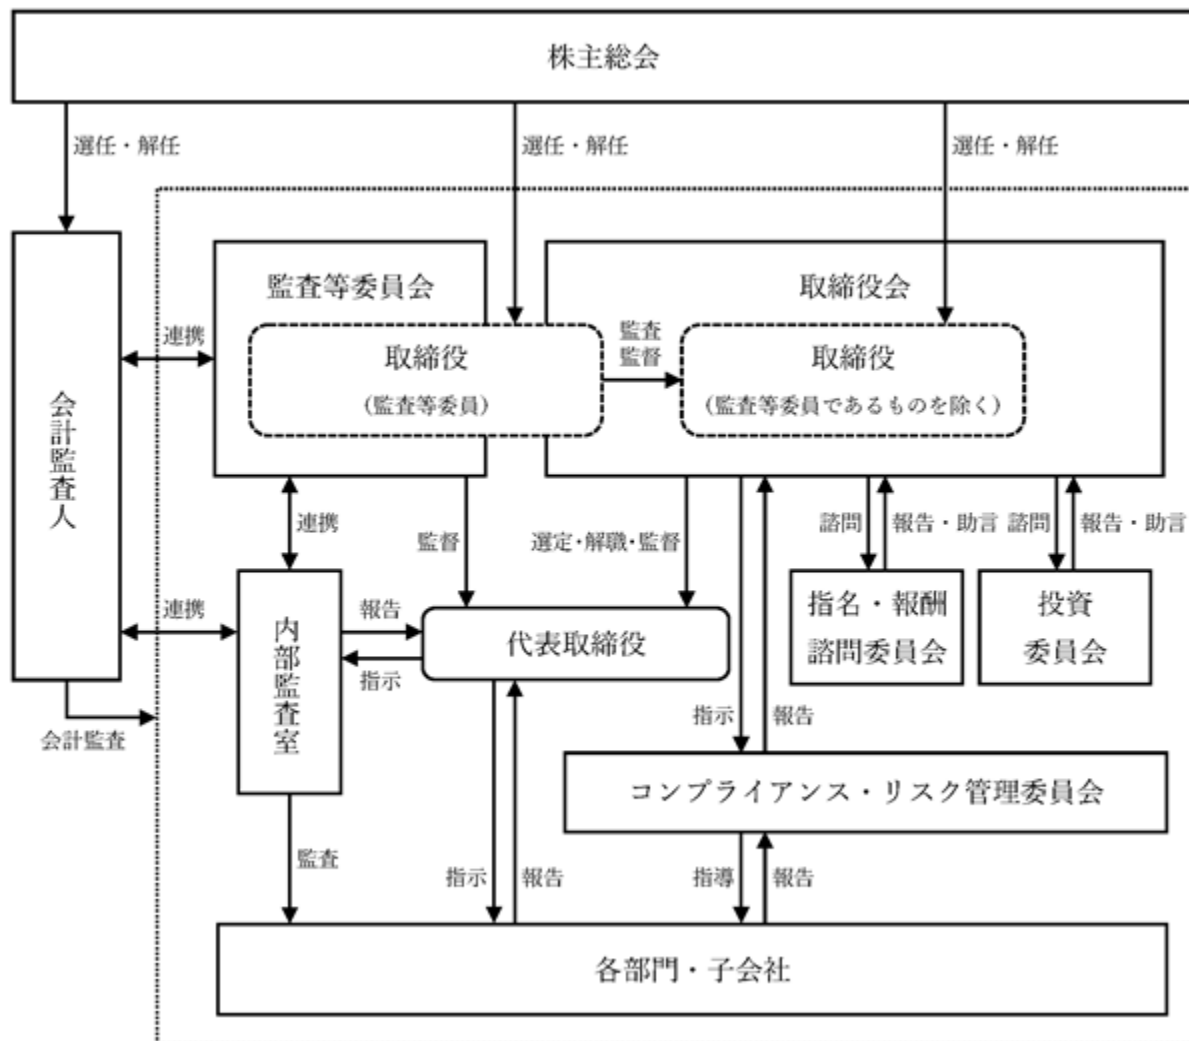 株主総会
選任・解任
選任・解任
選任・解任
監査等委員会
取締役会
連携
取締役
(監査等委員)
監査
監督
取締役
(監査等委員であるものを除く)
会計監査人
連携
監督
選定・解職・監督
諮問
報告・助言
諮問
報告・助言
連携
内部監査室
報告
指示
代表取締役
指名・報酬
諮問委員会
投資
委員会
会計監査
指示
報告
コンプライアンス・リスク管理委員会
監査
指示
報告
指導
報告
各部門・子会社